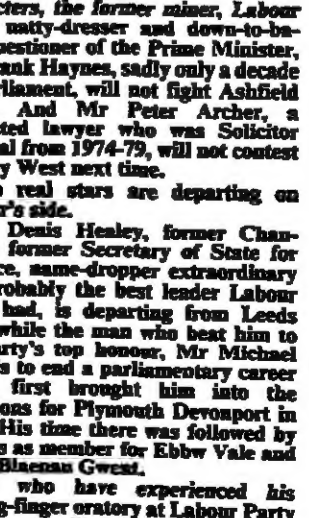 cters, the former miner, Labour
natty-dresser and down-to-ba-
uestioner of the Prime Minister,
ank Haynes, sadly only a decade
rliament, will not fight Ashfield
And Mr Peter Archer, a
ted lawyer who was Solicitor
al from 1974-79, will not contest
y West next time.
o real stars are departing on
r's side.
Denis Healey, former Chan-
former Secretary of State for
ce, name-dropper extraordinary
robably the best leader Labour
had, is departing from Leeds
while the man who beat him to
arty's top honour, Mr Michael
s to end a parliamentary career
first brought him into the
ons for Plymouth Devonport in
His time there was followed by
s as member for Ebbw Vale and
Blaenau Gwent.
who have experienced his
g-finger oratory at Labour Party